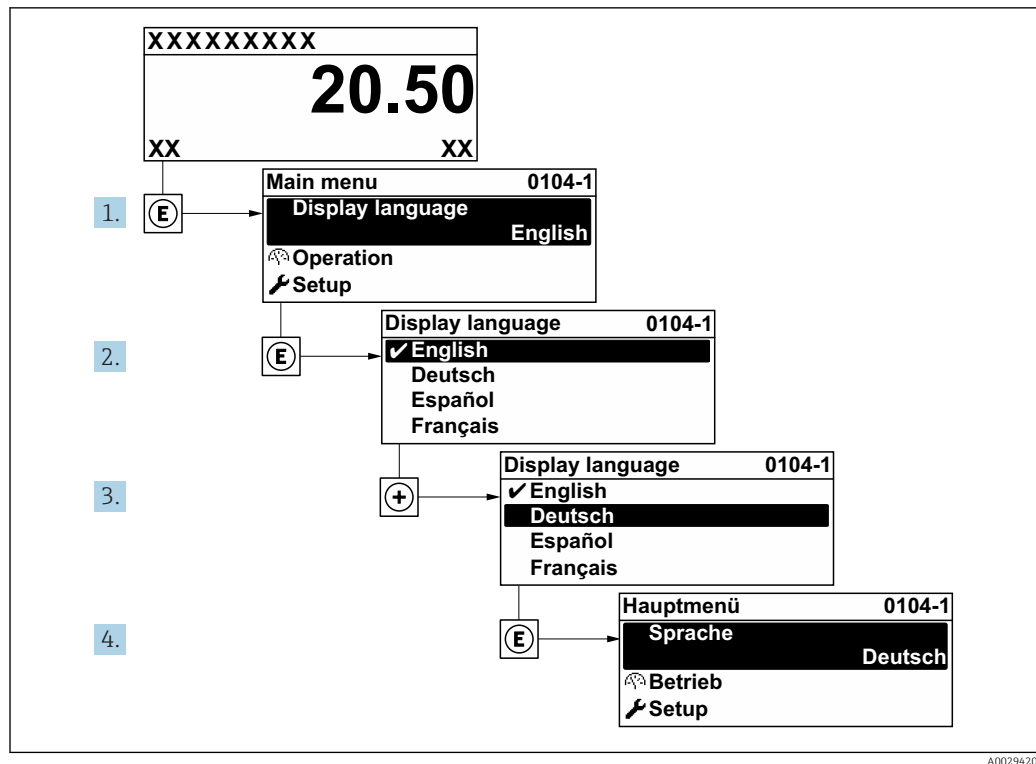 XXXXXXXXX
20.50
XX XX
1. E
Main menu 0104-1
Display language
English
Operation
Setup
2. E
Display language 0104-1
✔English
Deutsch
Español
Français
3. +
Display language 0104-1
✔English
Deutsch
Español
Français
4. E
Hauptmenü 0104-1
Sprache
Deutsch
Betrieb
Setup
A0029420